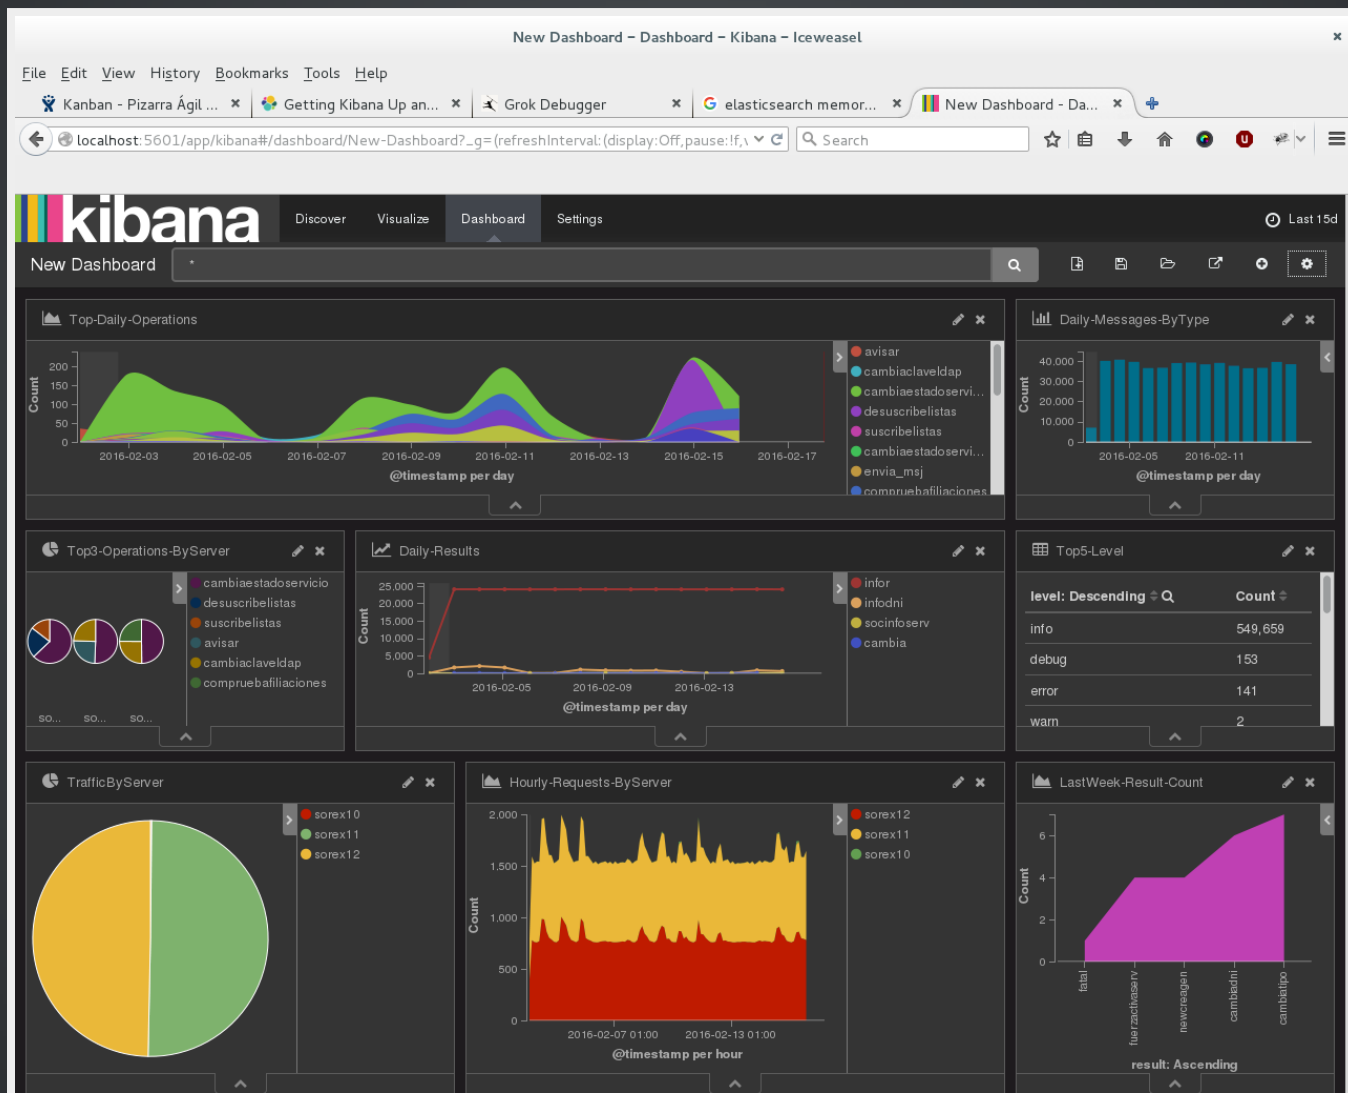 New Dashboard - Dashboard - Kibana - Iceweasel
File Edit View History Bookmarks Tools Help
Kanban - Pizarra Ágil ...
Getting Kibana Up an...
Grok Debugger
elasticsearch memor...
New Dashboard - Da...
localhost:5601/app/kibana#/dashboard/New-Dashboard?_g=(refreshInterval:(display:Off,pause:!f,v
Search
kibana
Discover
Visualize
Dashboard
Settings
Last 15d
New Dashboard
*
Top-Daily-Operations
Count
200
150
100
50
0
2016-02-03 2016-02-05 2016-02-07 2016-02-09 2016-02-11 2016-02-13 2016-02-15 2016-02-17
@timestamp per day
avisar
cambiaclaveldap
cambiaestadoservi...
desuscribelistas
suscribelistas
cambiaestadoservi...
envia_msj
compruebafiliaciones
Daily-Messages-ByType
Count
40.000
30.000
20.000
10.000
0
2016-02-05 2016-02-11
@timestamp per day
Top3-Operations-ByServer
so... so... so...
cambiaestadoservicio
desuscribelistas
suscribelistas
avisar
cambiaclaveldap
compruebafiliaciones
Daily-Results
Count
25.000
20.000
15.000
10.000
5.000
0
2016-02-05 2016-02-09 2016-02-13
@timestamp per day
infor
infodni
socinfoserv
cambia
Top5-Level
level: Descending Count
info 549,659
debug 153
error 141
warn 2
TrafficByServer
sorex10
sorex11
sorex12
Hourly-Requests-ByServer
Count
2.000
1.500
1.000
500
0
2016-02-07 01:00 2016-02-13 01:00
@timestamp per hour
sorex12
sorex11
sorex10
LastWeek-Result-Count
Count
6
4
2
0
fatal
fuerzactivaserv
newcreagen
cambiadni
cambiatipo
result: Ascending